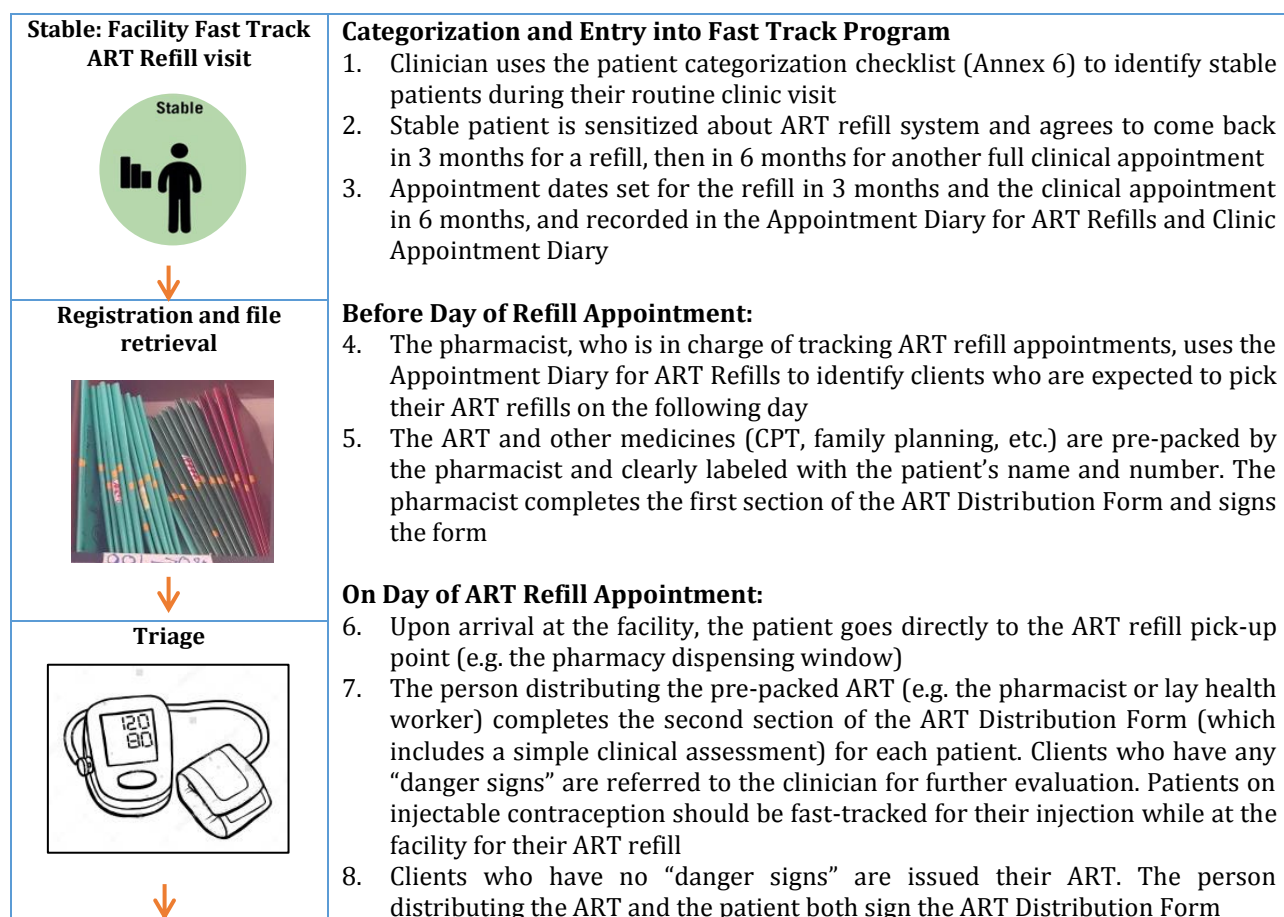 Stable: Facility Fast Track
ART Refill visit
Stable
Registration and file
retrieval
Triage
120
80
Categorization and Entry into Fast Track Program
1. Clinician uses the patient categorization checklist (Annex 6) to identify stable
patients during their routine clinic visit
2. Stable patient is sensitized about ART refill system and agrees to come back
in 3 months for a refill, then in 6 months for another full clinical appointment
3. Appointment dates set for the refill in 3 months and the clinical appointment
in 6 months, and recorded in the Appointment Diary for ART Refills and Clinic
Appointment Diary
Before Day of Refill Appointment:
4. The pharmacist, who is in charge of tracking ART refill appointments, uses the
Appointment Diary for ART Refills to identify clients who are expected to pick
their ART refills on the following day
5. The ART and other medicines (CPT, family planning, etc.) are pre-packed by
the pharmacist and clearly labeled with the patient’s name and number. The
pharmacist completes the first section of the ART Distribution Form and signs
the form
On Day of ART Refill Appointment:
6. Upon arrival at the facility, the patient goes directly to the ART refill pick-up
point (e.g. the pharmacy dispensing window)
7. The person distributing the pre-packed ART (e.g. the pharmacist or lay health
worker) completes the second section of the ART Distribution Form (which
includes a simple clinical assessment) for each patient. Clients who have any
“danger signs” are referred to the clinician for further evaluation. Patients on
injectable contraception should be fast-tracked for their injection while at the
facility for their ART refill
8. Clients who have no “danger signs” are issued their ART. The person
distributing the ART and the patient both sign the ART Distribution Form